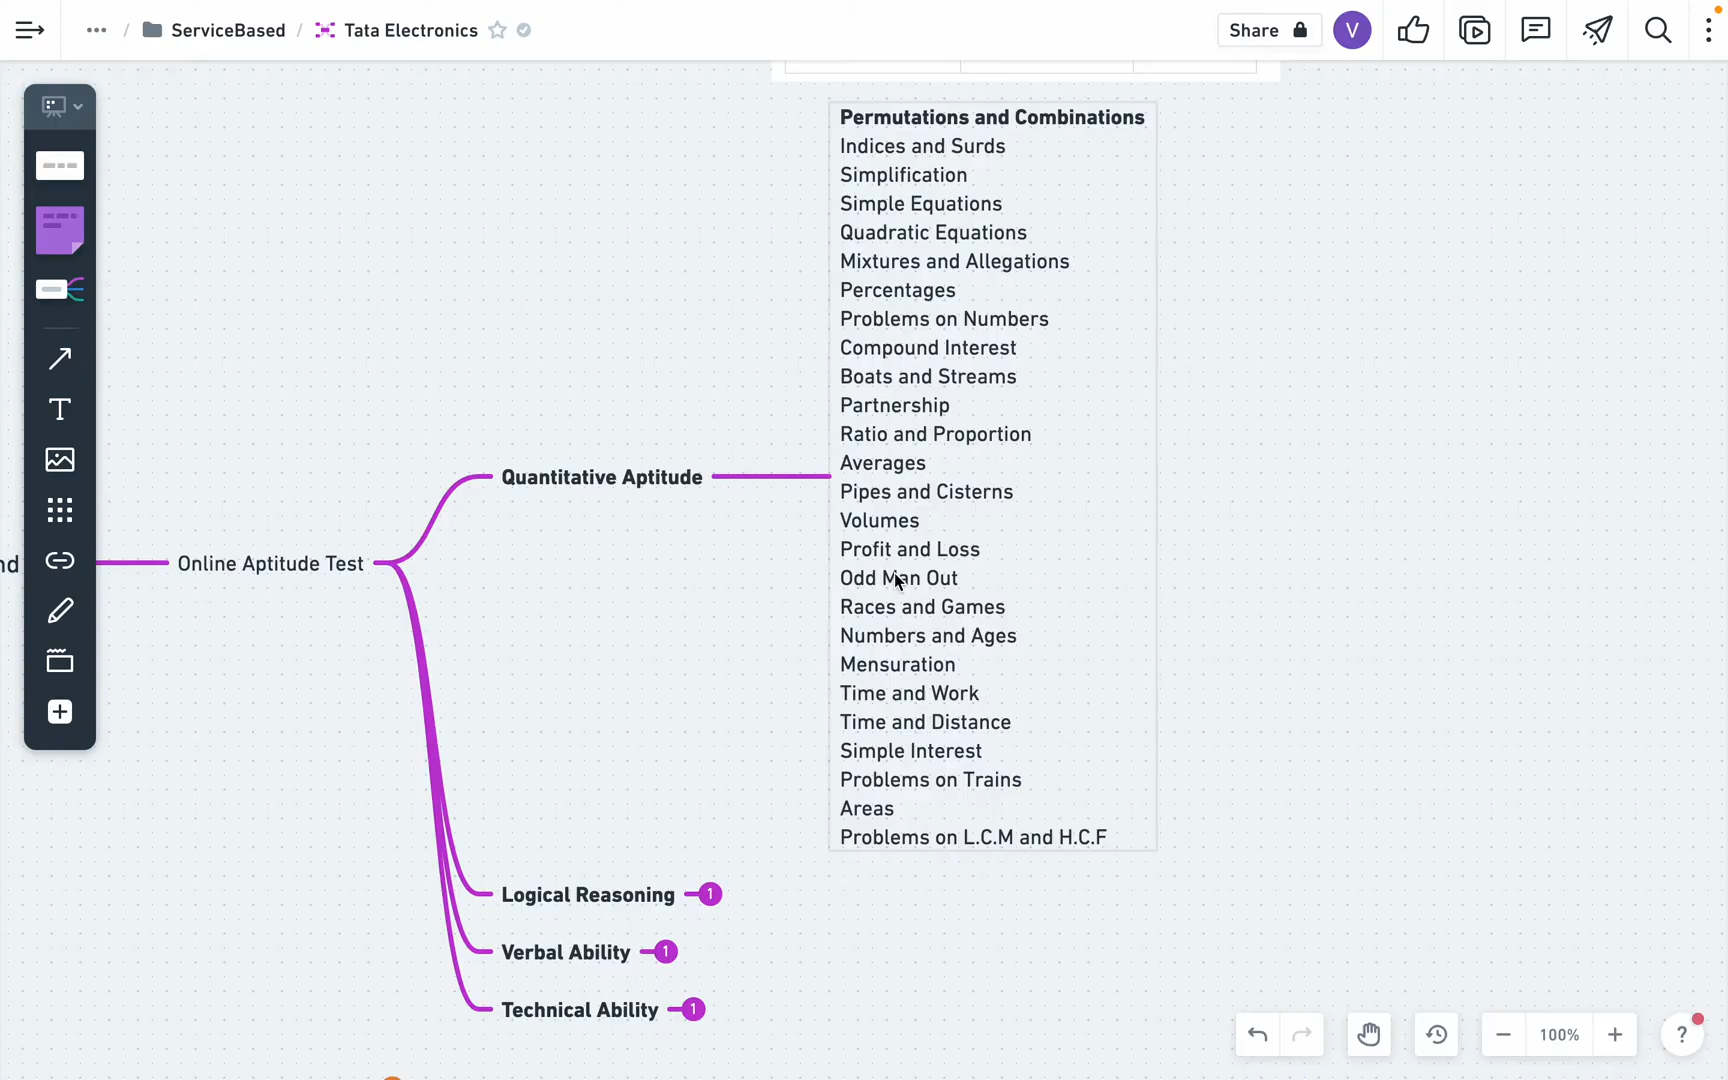 ••• / ServiceBased / Tata Electronics
Share
V
Permutations and Combinations
Indices and Surds
Simplification
Simple Equations
Quadratic Equations
Mixtures and Allegations
Percentages
Problems on Numbers
Compound Interest
Boats and Streams
Partnership
Ratio and Proportion
Averages
Pipes and Cisterns
Volumes
Profit and Loss
Odd Man Out
Races and Games
Numbers and Ages
Mensuration
Time and Work
Time and Distance
Simple Interest
Problems on Trains
Areas
Problems on L.C.M and H.C.F
Quantitative Aptitude
nd
Online Aptitude Test
T
Logical Reasoning 1
Verbal Ability 1
Technical Ability 1
100%
?